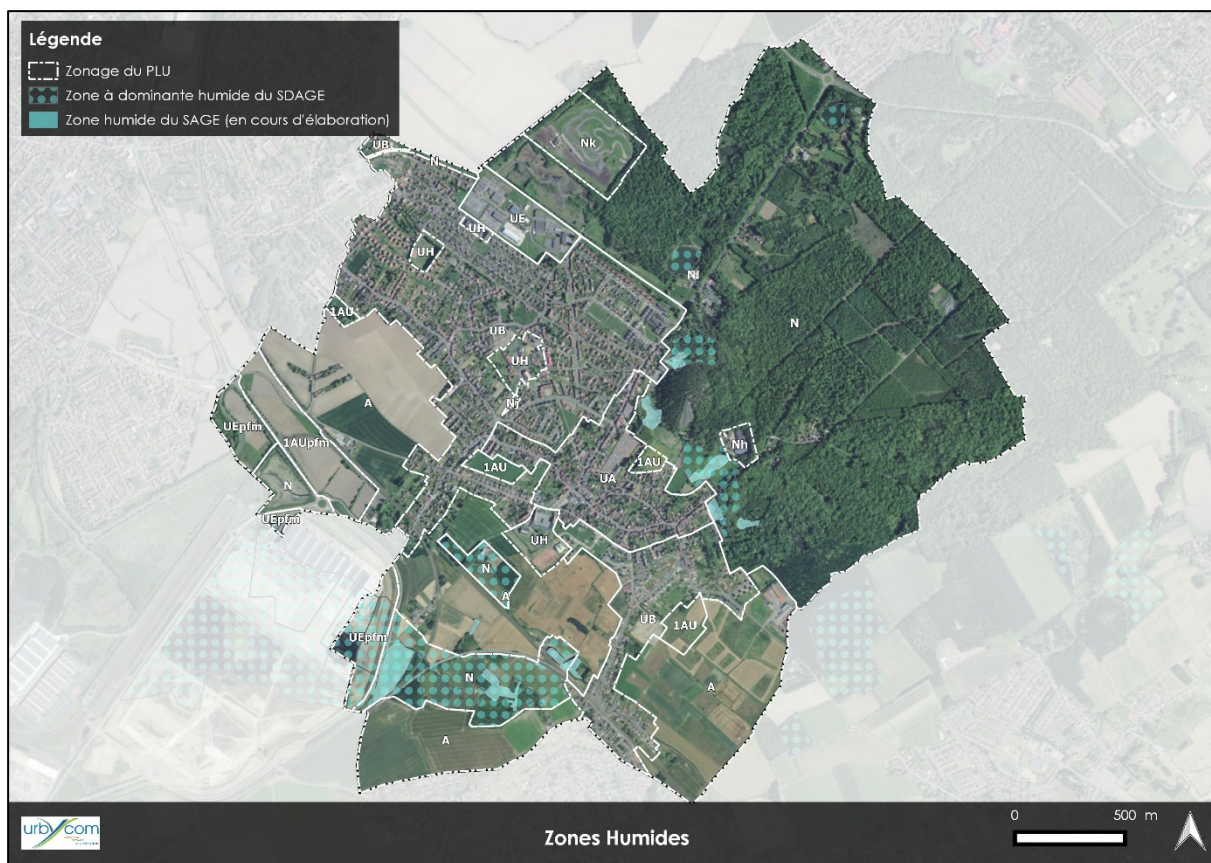 Légende
Zonage du PLU
Zone à dominante humide du SDAGE
Zone humide du SAGE (en cours d'élaboration)
UB
N
Nk
UE
UH
UH
1AU
UB
UH
Nj
A
UEpfm
1AUpfm
N
UEpfm
1AU
UA
1AU
Nh
N
UH
N
A
UEpfm
N
UB
1AU
A
A
urbycom
Zones Humides
0 500 m